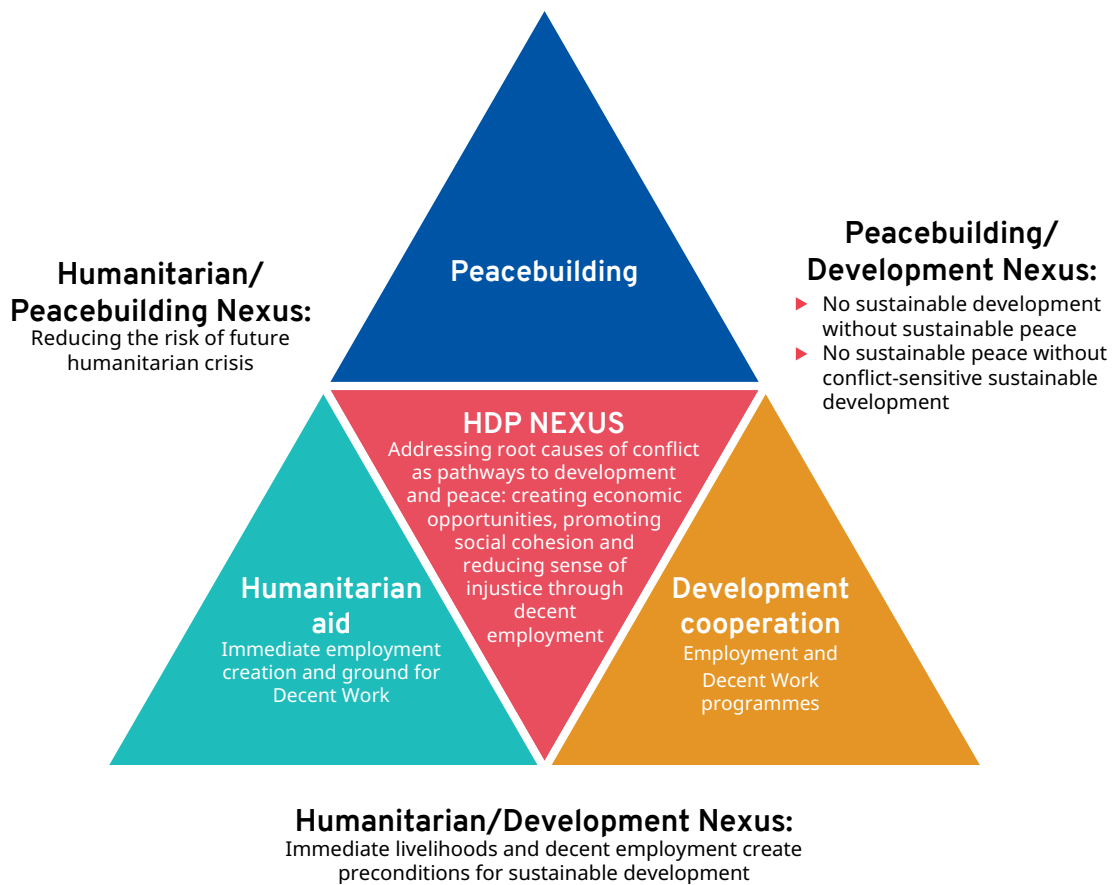 Peacebuilding
Humanitarian/
Peacebuilding Nexus:
Reducing the risk of future
humanitarian crisis
Peacebuilding/
Development Nexus:
No sustainable development
without sustainable peace
No sustainable peace without
conflict-sensitive sustainable
development
HDP NEXUS
Addressing root causes of conflict
as pathways to development
and peace: creating economic
opportunities, promoting
social cohesion and
reducing sense of
injustice through
decent
employment
Humanitarian
aid
Immediate employment
creation and ground for
Decent Work
Development
cooperation
Employment and
Decent Work
programmes
Humanitarian/Development Nexus:
Immediate livelihoods and decent employment create
preconditions for sustainable development